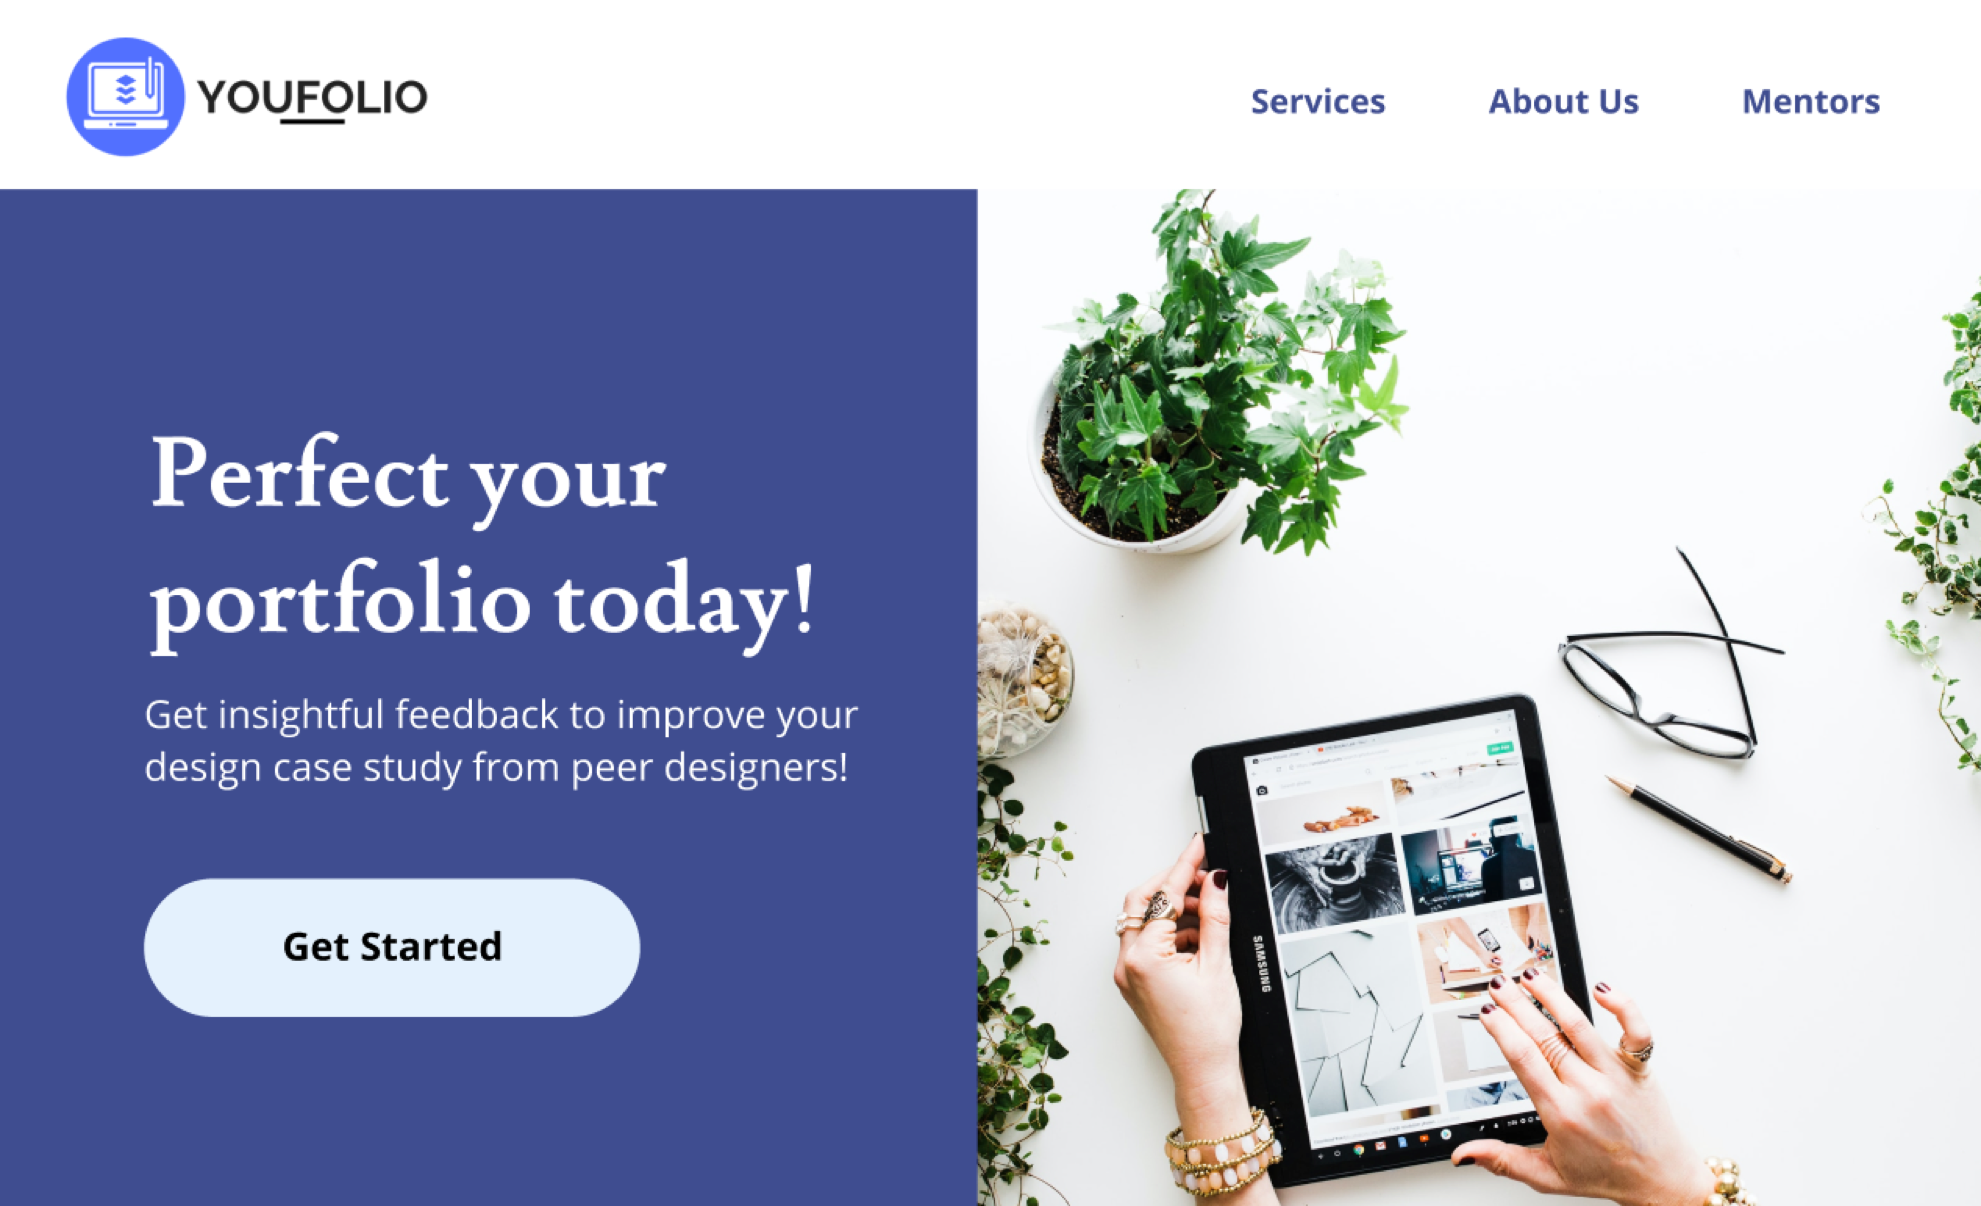 YOUFOLIO
Services
About Us
Mentors
Perfect your
portfolio today!
Get insightful feedback to improve your
design case study from peer designers!
Get Started
SAMSUNG